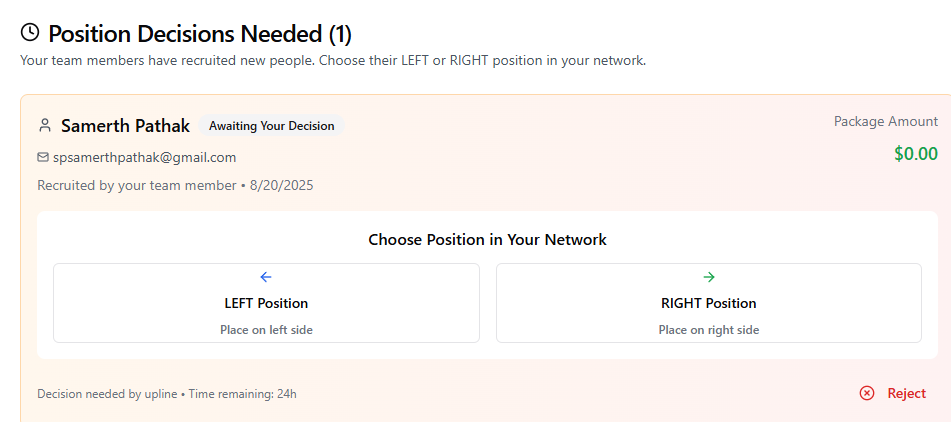 Position Decisions Needed (1)
Your team members have recruited new people. Choose their LEFT or RIGHT position in your network.
Samerth Pathak
Awaiting Your Decision
Package Amount
spsamerthpathak@gmail.com
$0.00
Recruited by your team member • 8/20/2025
Choose Position in Your Network
LEFT Position
Place on left side
RIGHT Position
Place on right side
Decision needed by upline • Time remaining: 24h
Reject